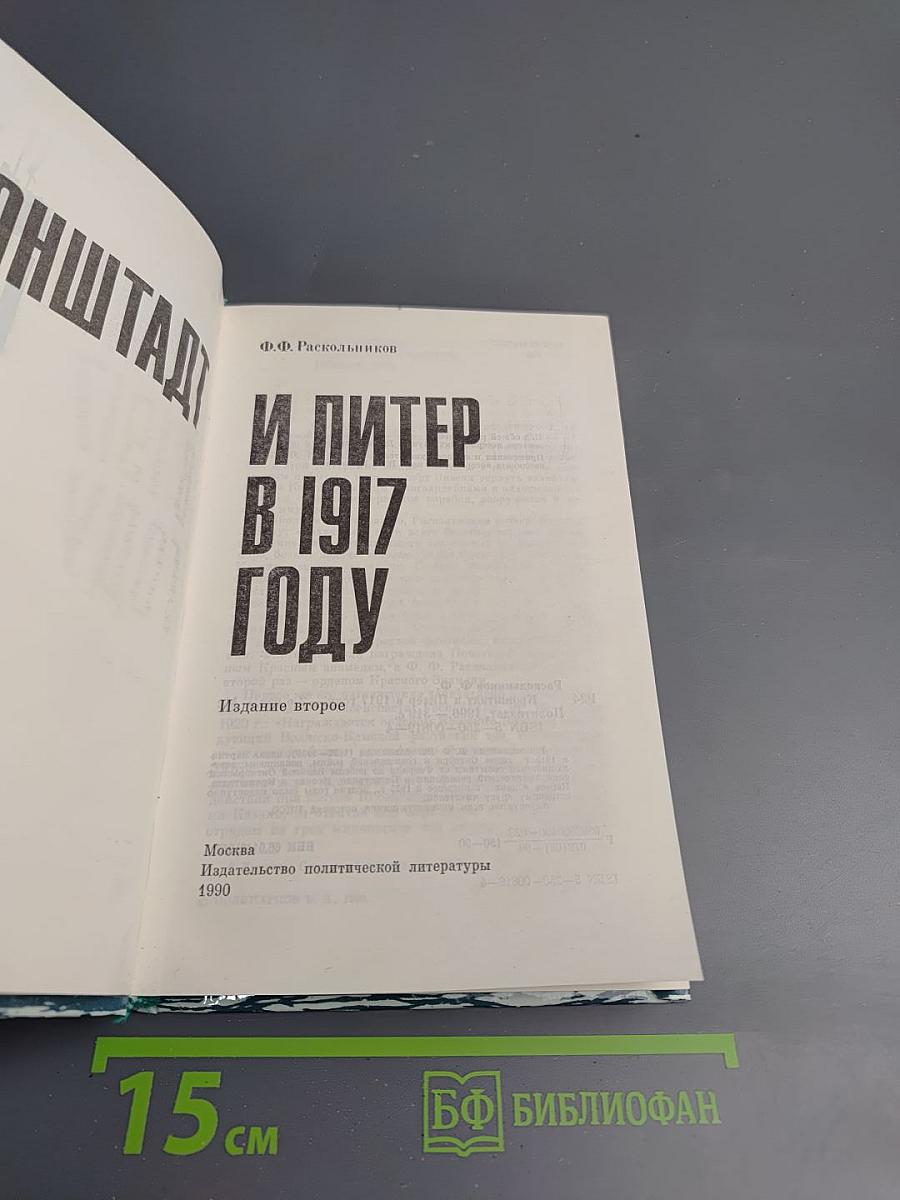 ОНШТАДТ
Ф.Ф. Раскольников
И ПИТЕР
В 1917
ГОДУ
Издание второе
Москва
Издательство политической литературы
1990
15 см
БФ БИБЛИОФАН